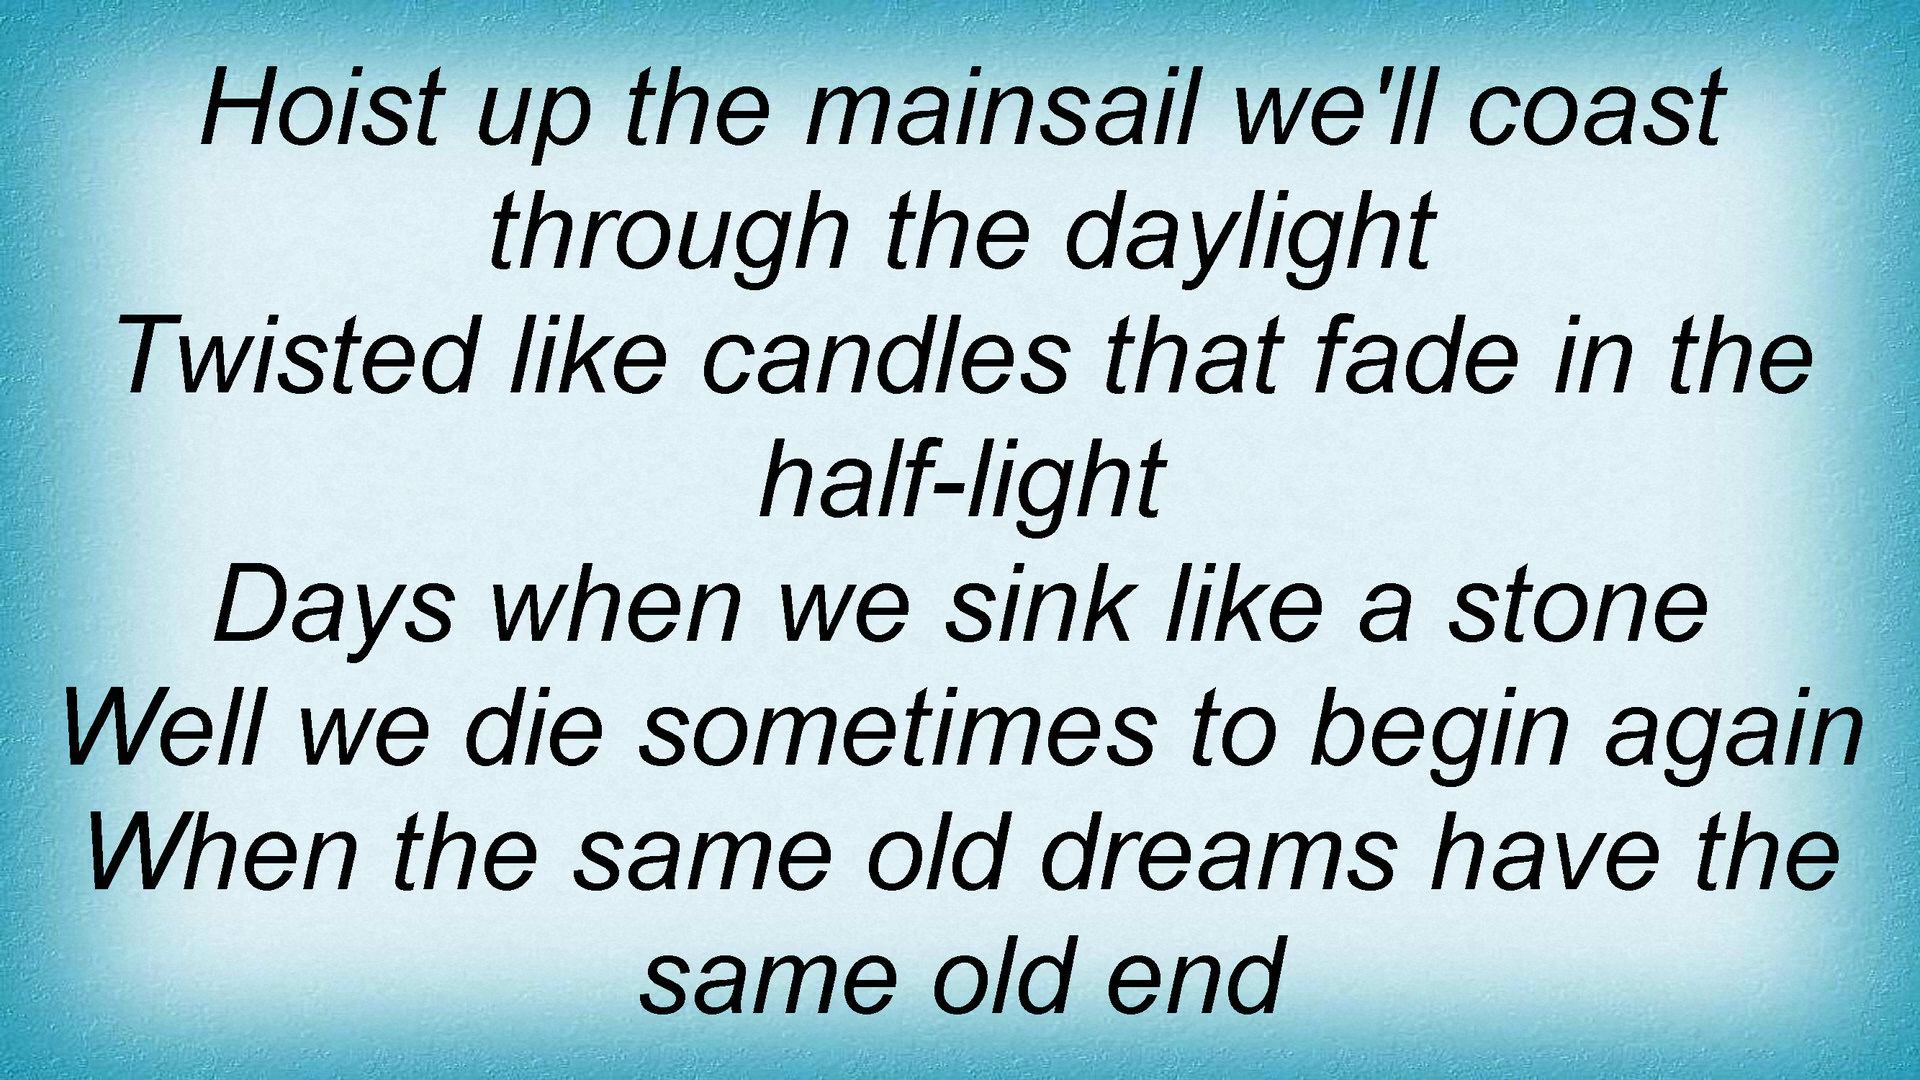 Hoist up the mainsail we'll coast
through the daylight
Twisted like candles that fade in the
half-light
Days when we sink like a stone
Well we die sometimes to begin again
When the same old dreams have the
same old end